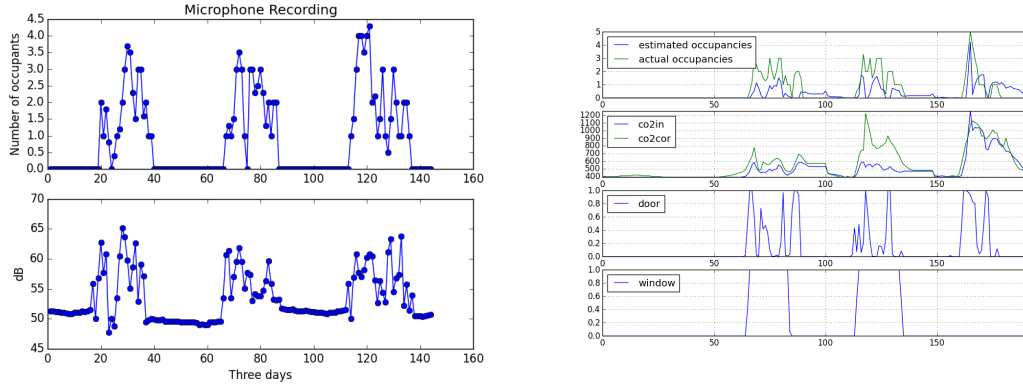 Microphone Recording
Number of occupants
4.5
4.0
3.5
3.0
2.5
2.0
1.5
1.0
0.5
0.0
0 20 40 60 80 100 120 140 160
dB
70
65
60
55
50
45
0 20 40 60 80 100 120 140 160
Three days
5
4
3
2
1
0
estimated occupancies
actual occupancies
0 50 100 150
1200
1100
1000
900
800
700
600
500
400
co2in
co2cor
0 50 100 150
1.0
0.8
0.6
0.4
0.2
0.0
door
0 50 100 150
1.0
0.8
0.6
0.4
0.2
0.0
window
0 50 100 150